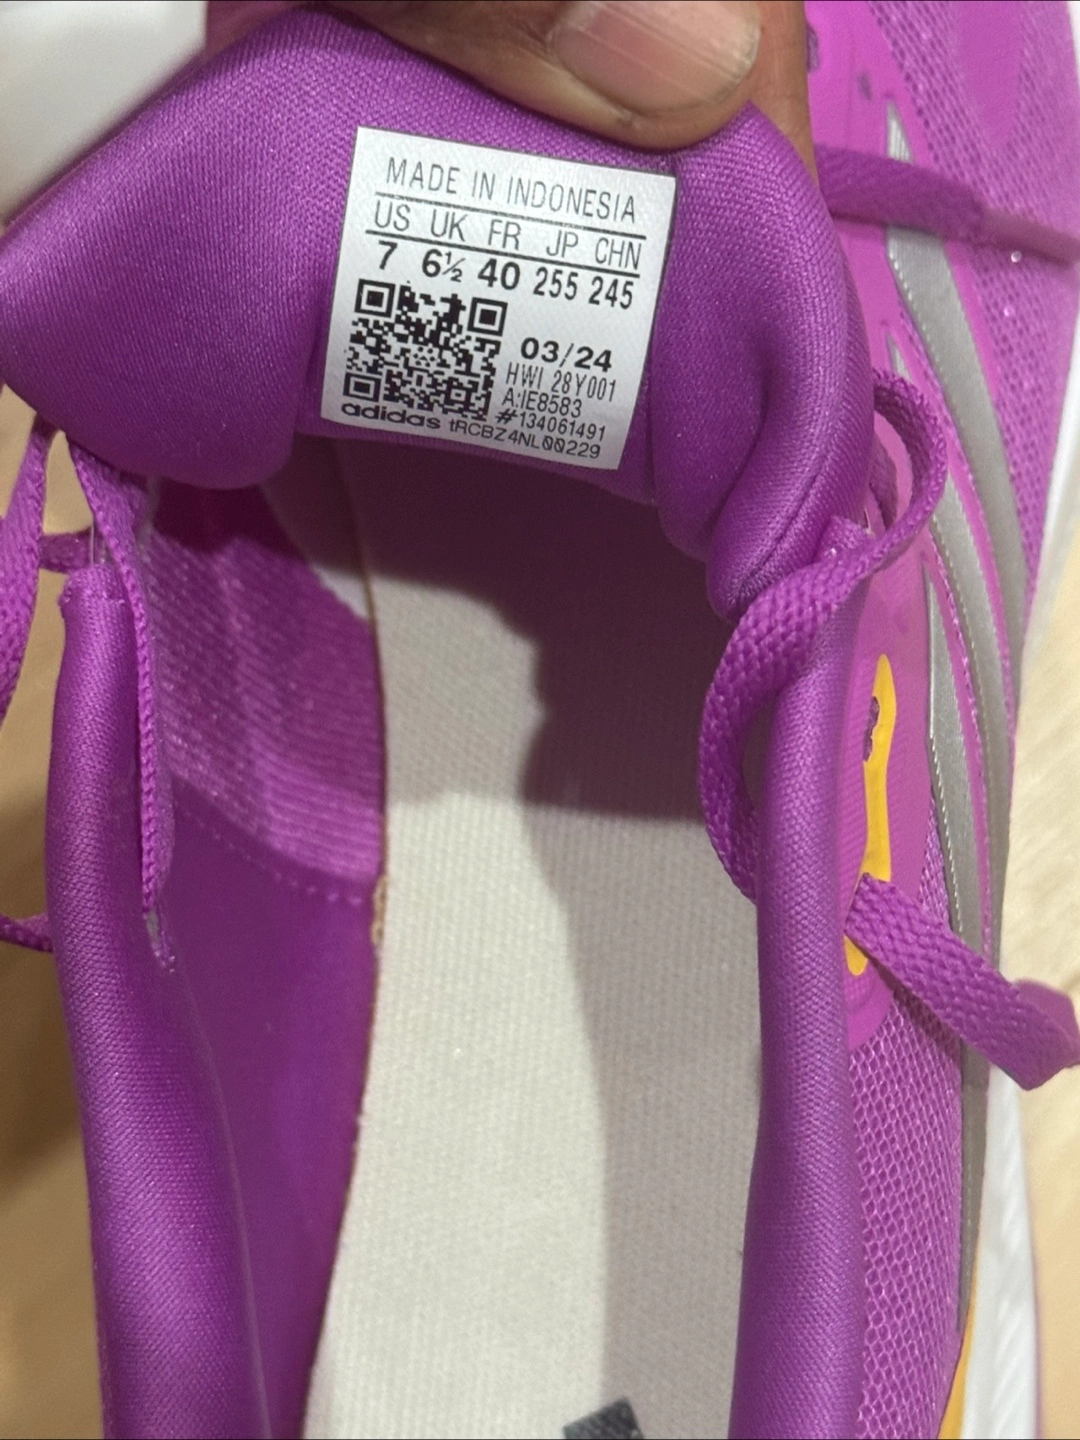 MADE IN INDONESIA
US UK FR JP CHN
7 6½ 40 255 245
03/24
HWI 28Y001
A:IE8583
#134061491
adidas tRCBZ4NL00229